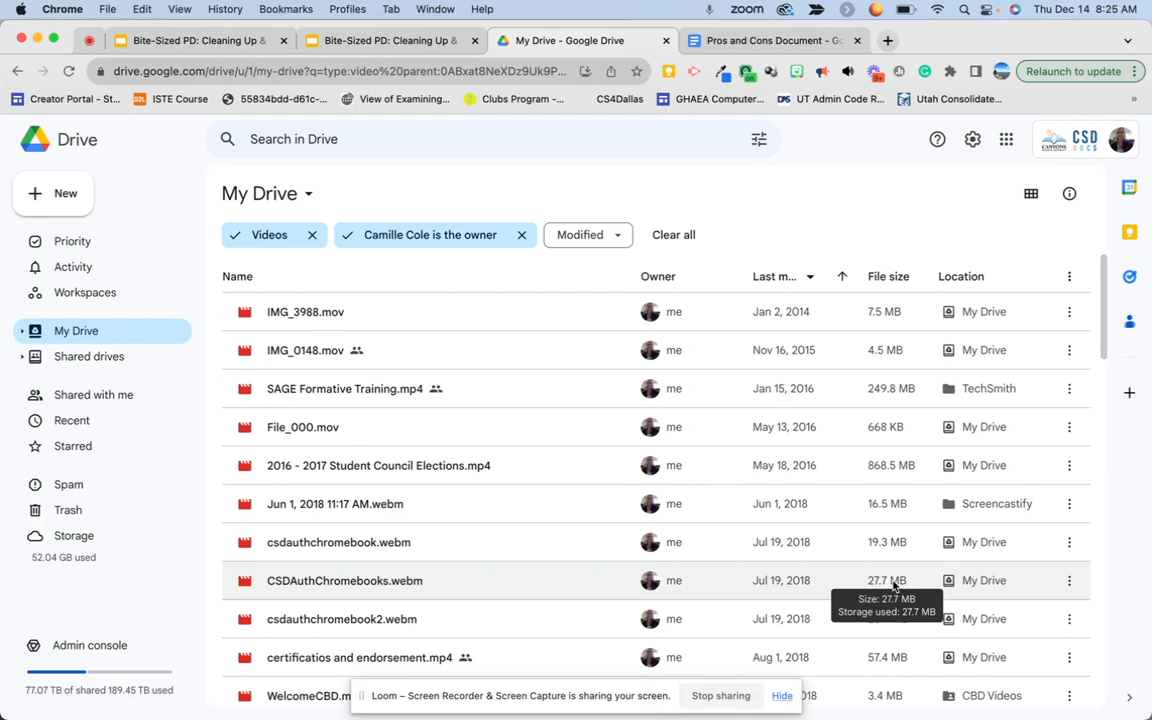 Chrome File Edit View History Bookmarks Profiles Tab Window Help zoom Thu Dec 14 8:25 AM
Bite-Sized PD: Cleaning Up & Bite-Sized PD: Cleaning Up & My Drive - Google Drive Pros and Cons Document - Go
drive.google.com/drive/u/1/my-drive?q=type:video%20parent:0ABxat8NeXDz9Uk9P... Relaunch to update
Creator Portal - St... ISTE Course 55834bdd-d61c-... View of Examining... Clubs Program -... CS4Dallas GHAEA Computer... UT Admin Code R... Utah Consolidate... »
Drive Search in Drive CANYONS CSD DOCS
New
My Drive
Videos Camille Cole is the owner Modified Clear all
Priority
Activity
Workspaces
My Drive
Shared drives
Shared with me
Recent
Starred
Spam
Trash
Storage
52.04 GB used
Admin console
77.07 TB of shared 189.45 TB used
Name Owner Last m... File size Location
IMG_3988.mov me Jan 2, 2014 7.5 MB My Drive
IMG_0148.mov me Nov 16, 2015 4.5 MB My Drive
SAGE Formative Training.mp4 me Jan 15, 2016 249.8 MB TechSmith
File_000.mov me May 13, 2016 668 KB My Drive
2016 - 2017 Student Council Elections.mp4 me May 18, 2016 868.5 MB My Drive
Jun 1, 2018 11:17 AM.webm me Jun 1, 2018 16.5 MB Screencastify
csdauthchromebook.webm me Jul 19, 2018 19.3 MB My Drive
CSDAuthChromebooks.webm me Jul 19, 2018 27.7 MB My Drive
Size: 27.7 MB
Storage used: 27.7 MB
csdauthchromebook2.webm me Jul 19, 2018 My Drive
certificatios and endorsement.mp4 me Aug 1, 2018 57.4 MB My Drive
WelcomeCBD.m me 018 3.4 MB CBD Videos
Loom – Screen Recorder & Screen Capture is sharing your screen. Stop sharing Hide